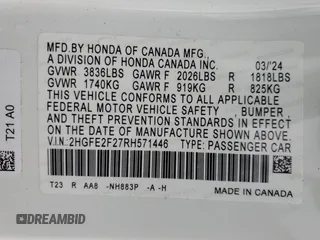 MFD.BY HONDA OF CANADA MFG.,
A DIVISION OF HONDA CANADA INC. 03/'24
GVWR 3836LBS GAWR F 2026LBS R 1818LBS
GVWR 1740KG GAWR F 919KG R 825KG
THIS VEHICLE CONFORMS TO ALL APPLICABLE
FEDERAL MOTOR VEHICLE SAFETY, BUMPER,
AND THEFT PREVENTION STANDARDS IN EFFECT
ON THE DATE OF MANUFACTURE SHOWN ABOVE.
V.I.N.:2HGFE2F27RH571446 TYPE: PASSENGER CAR
T23 R AA8 -NH883P -A -H
MADE IN CANADA
T21 A0
DREAMBID